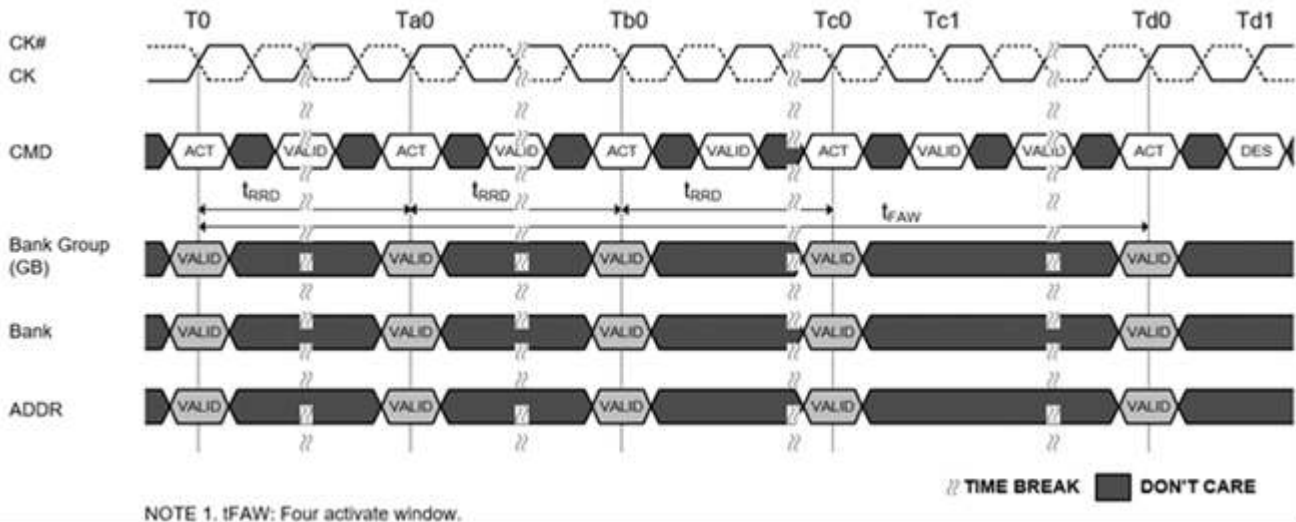 T0 Ta0 Tb0 Tc0 Tc1 Td0 Td1
CK#
CK
CMD ACT VALID ACT VALID ACT VALID ACT VALID VALID ACT DES
tRRD tRRD tRRD
tFAW
Bank Group
(GB)
VALID VALID VALID VALID VALID
Bank VALID VALID VALID VALID VALID
ADDR VALID VALID VALID VALID VALID
TIME BREAK DON'T CARE
NOTE 1. tFAW: Four activate window.